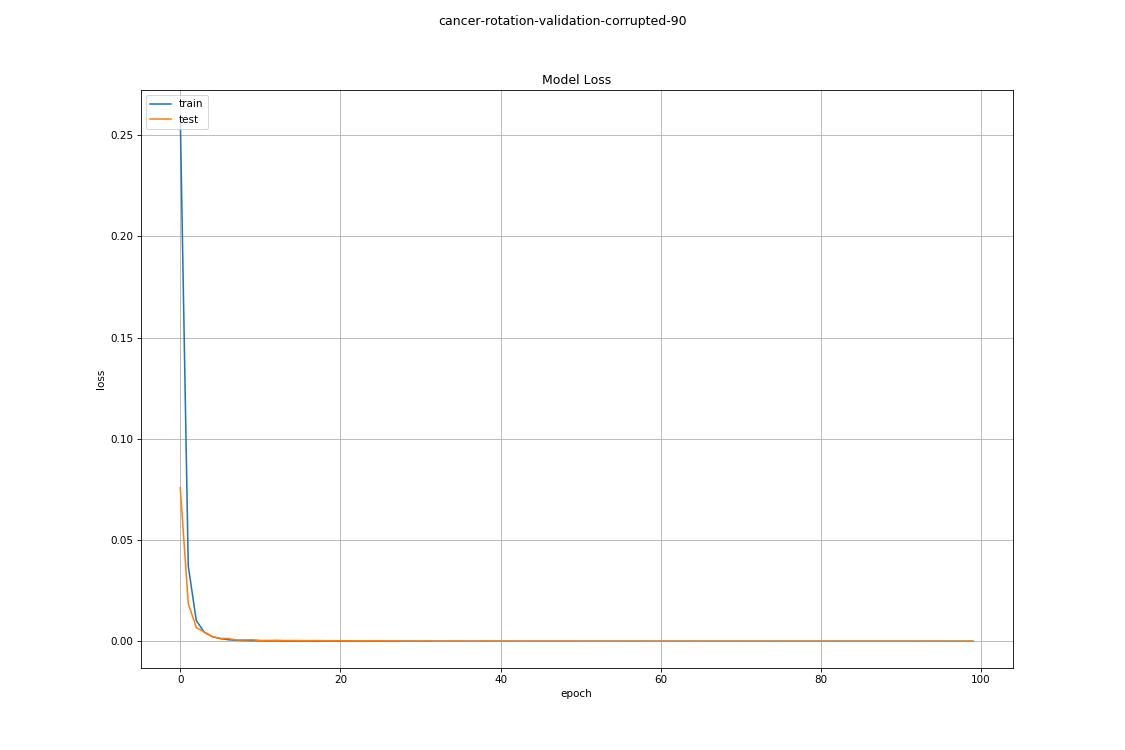 cancer-rotation-validation-corrupted-90
Model Loss
train
test
0.25
0.20
0.15
0.10
0.05
0.00
loss
0 20 40 60 80 100
epoch